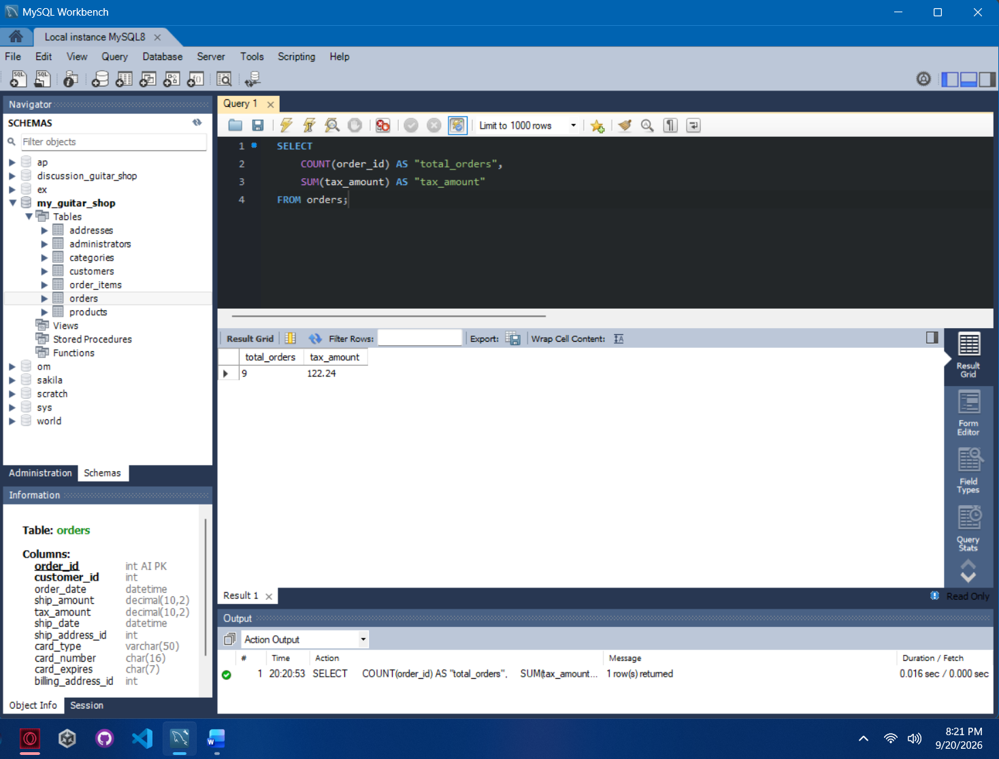 MySQL Workbench
Local instance MySQL8
File Edit View Query Database Server Tools Scripting Help
Navigator
SCHEMAS
Filter objects
ap
discussion_guitar_shop
ex
my_guitar_shop
Tables
addresses
administrators
categories
customers
order_items
orders
products
Views
Stored Procedures
Functions
om
sakila
scratch
sys
world
Administration Schemas
Information
Table: orders
Columns:
order_id int AI PK
customer_id int
order_date datetime
ship_amount decimal(10,2)
tax_amount decimal(10,2)
ship_date datetime
ship_address_id int
card_type varchar(50)
card_number char(16)
card_expires char(7)
billing_address_id int
Object Info Session
Query 1
Limit to 1000 rows
1 SELECT
2 COUNT(order_id) AS "total_orders",
3 SUM(tax_amount) AS "tax_amount"
4 FROM orders;
Result Grid Filter Rows: Export: Wrap Cell Content:
total_orders tax_amount
9 122.24
Result
Grid
Form
Editor
Field
Types
Query
Stats
Result 1
Read Only
Output
Action Output
# Time Action Message Duration / Fetch
1 20:20:53 SELECT COUNT(order_id) AS "total_orders", SUM(tax_amount... 1 row(s) returned 0.016 sec / 0.000 sec
8:21 PM
9/20/2026